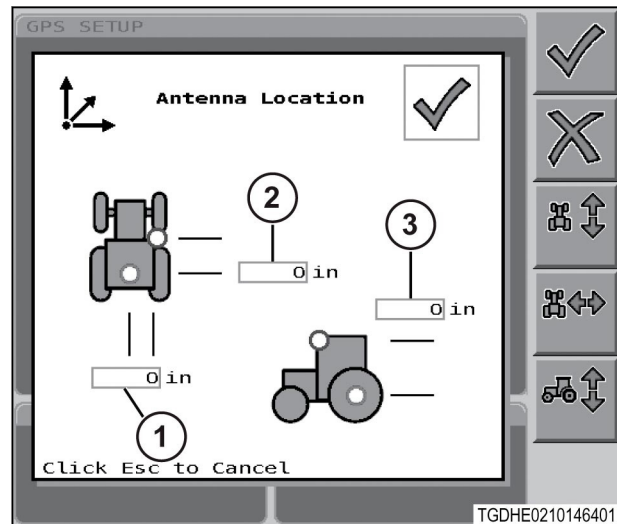 GPS SETUP
Antenna Location
2
0 in
3
0 in
0 in
1
Click Esc to Cancel
TGDHE0210146401